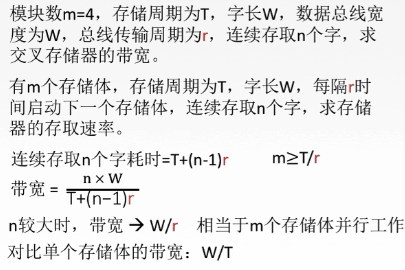 模块数m=4，存储周期为T，字长W，数据总线宽
度为W，总线传输周期为r，连续存取n个字，求
交叉存储器的带宽。
有m个存储体，存储周期为T，字长W，每隔r时
间启动下一个存储体，连续存取n个字，求存储
器的存取速率。
连续存取n个字耗时=T+(n-1)r m≥T/r
带宽 = n × W / T+(n−1)r
n较大时，带宽 → W/r 相当于m个存储体并行工作
对比单个存储体的带宽：W/T